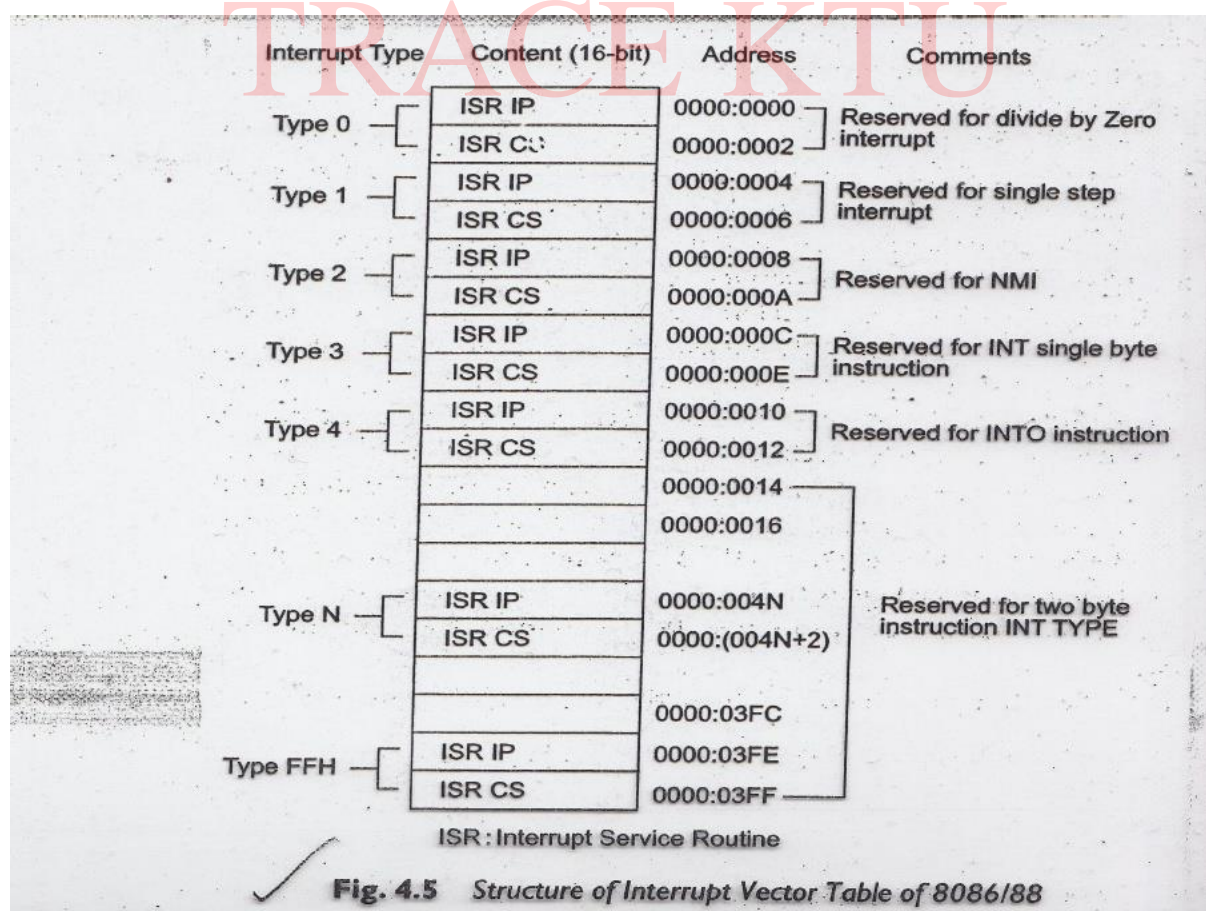 TRACE KTU
Interrupt Type Content (16-bit) Address Comments
Type 0 ISR IP 0000:0000 Reserved for divide by Zero
ISR CS 0000:0002 interrupt
Type 1 ISR IP 0000:0004 Reserved for single step
ISR CS 0000:0006 interrupt
Type 2 ISR IP 0000:0008 Reserved for NMI
ISR CS 0000:000A
Type 3 ISR IP 0000:000C Reserved for INT single byte
ISR CS 0000:000E instruction
Type 4 ISR IP 0000:0010 Reserved for INTO instruction
ISR CS 0000:0012
0000:0014
0000:0016
Type N ISR IP 0000:004N Reserved for two byte
ISR CS 0000:(004N+2) instruction INT TYPE
0000:03FC
Type FFH ISR IP 0000:03FE
ISR CS 0000:03FF
ISR : Interrupt Service Routine
Fig. 4.5 Structure of Interrupt Vector Table of 8086/88